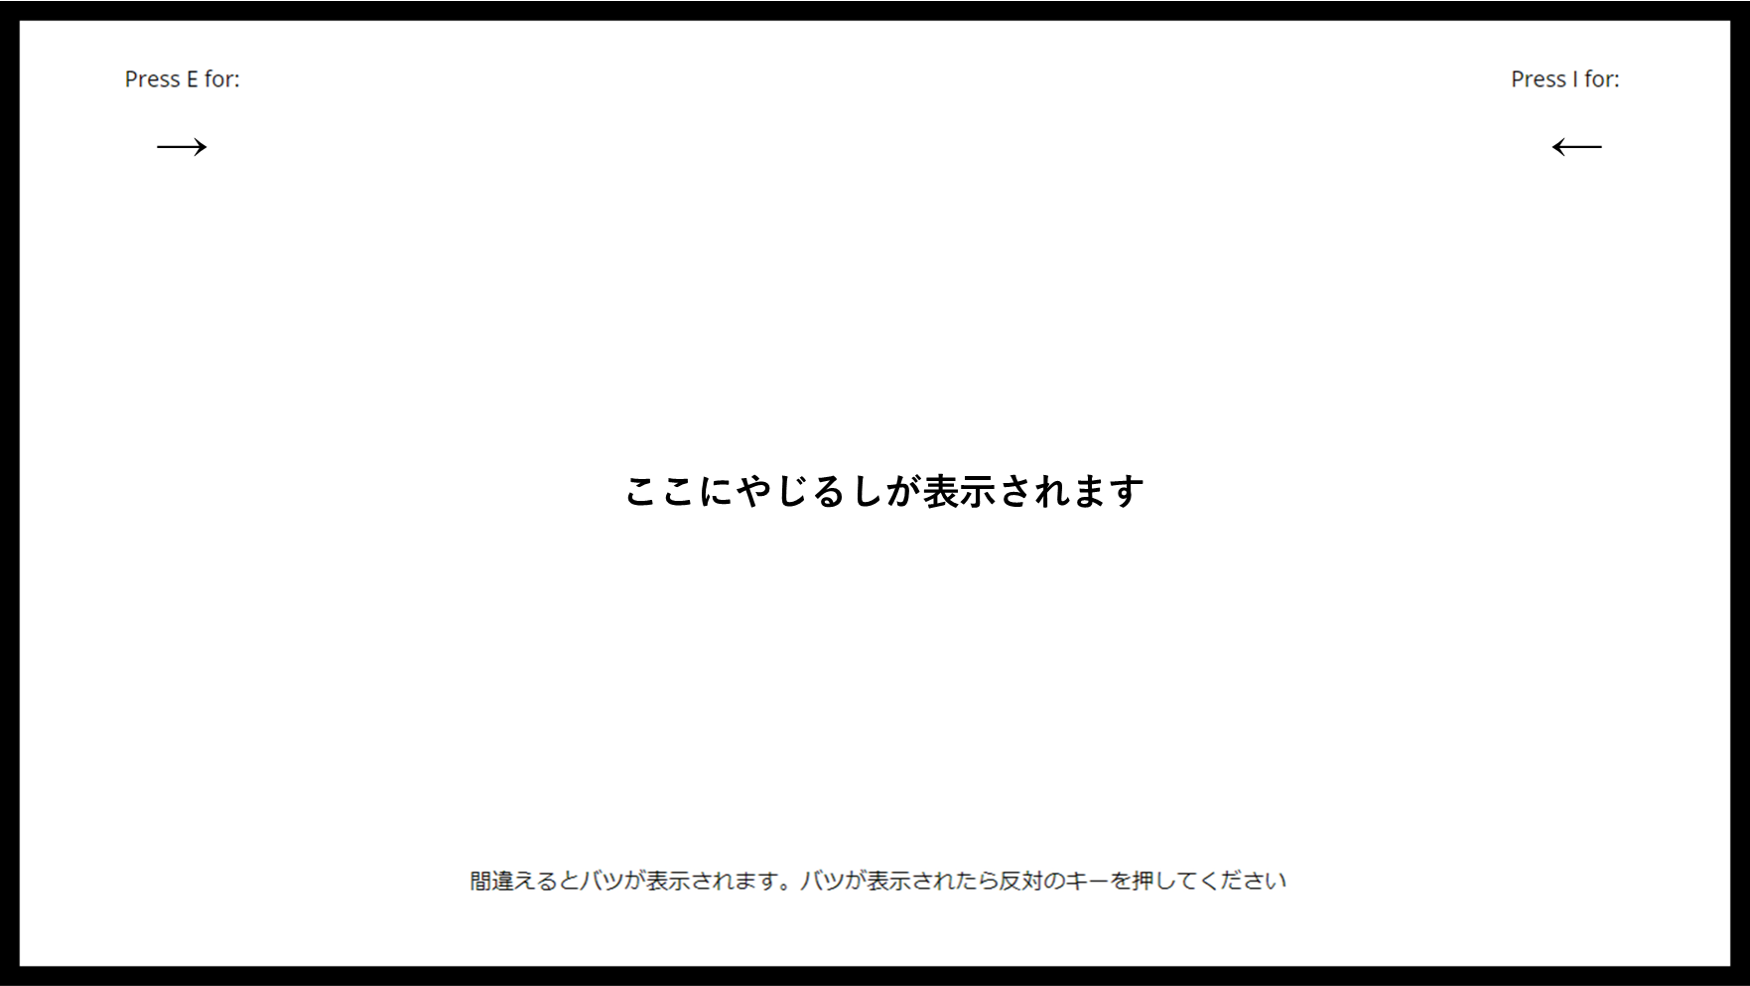 Press E for:
Press I for:
→
←
ここにやじるしが表示されます
間違えるとバツが表示されます。バツが表示されたら反対のキーを押してください